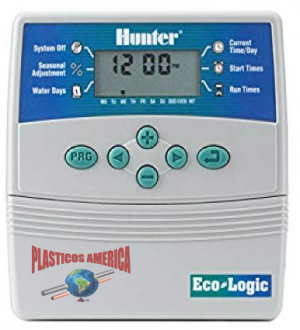 Hunter®
System Off
Current
Time/Day
Seasonal
Adjustment
12 00 PM
Start Times
Water Days
Run Times
MO TU WE TH FR SA SU ODD EVEN INT
PRG
PLASTICOS AMERICA
Eco-Logic